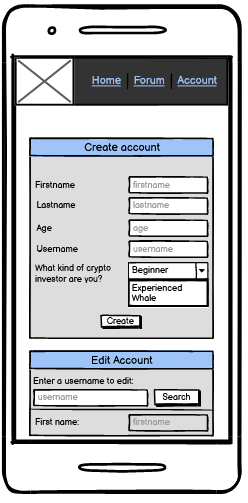 Home Forum Account
Create account
Firstname firstname
Lastname lastname
Age age
Username username
What kind of crypto
investor are you? Beginner
Experienced
Whale
Create
Edit Account
Enter a username to edit:
username Search
First name: firstname